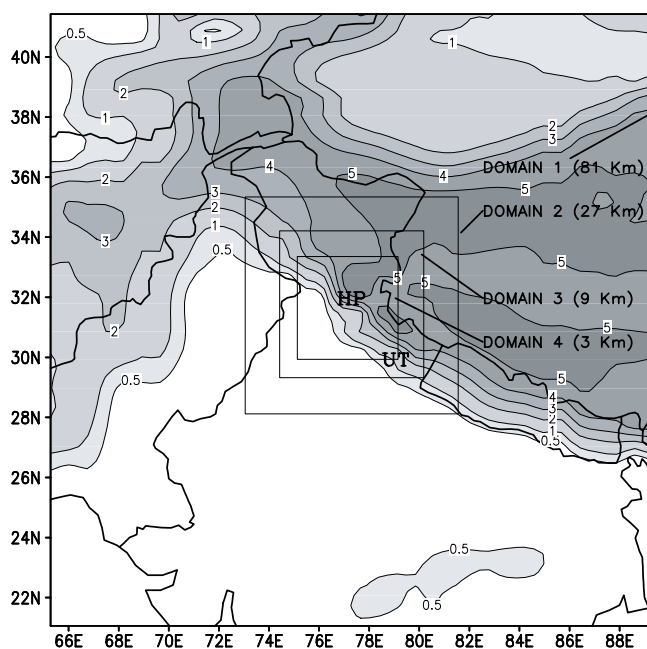 0.5
1
1
40N
2
38N
1
2
3
DOMAIN 1 (81 Km)
2
4
5
4
5
36N
3
2
DOMAIN 2 (27 Km)
34N
3
1
0.5
5
5
5
32N
HP
DOMAIN 3 (9 Km)
2
5
DOMAIN 4 (3 Km)
30N
UT
0.5
5
4
3
2
1
0.5
28N
26N
24N
0.5
22N
0.5
66E 68E 70E 72E 74E 76E 78E 80E 82E 84E 86E 88E